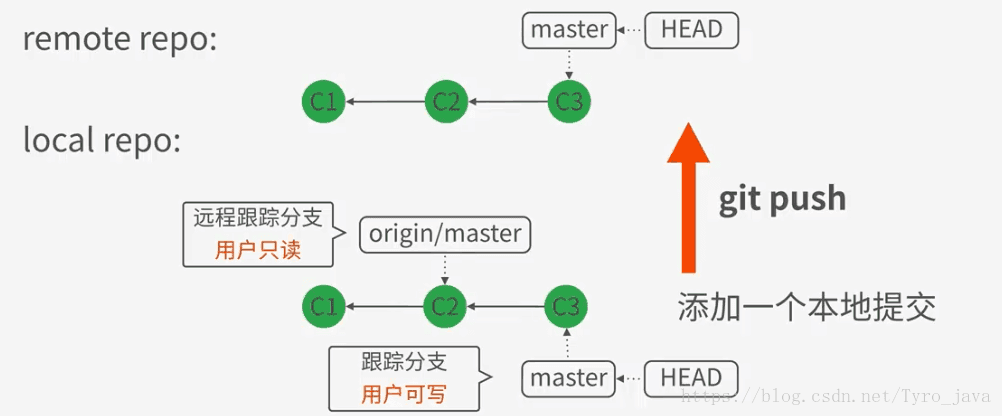 remote repo:
master
HEAD
C1
C2
C3
local repo:
git push
远程跟踪分支
用户只读
origin/master
C1
C2
C3
添加一个本地提交
跟踪分支
用户可写
master
HEAD
https://blog.csdn.net/Tyro_java